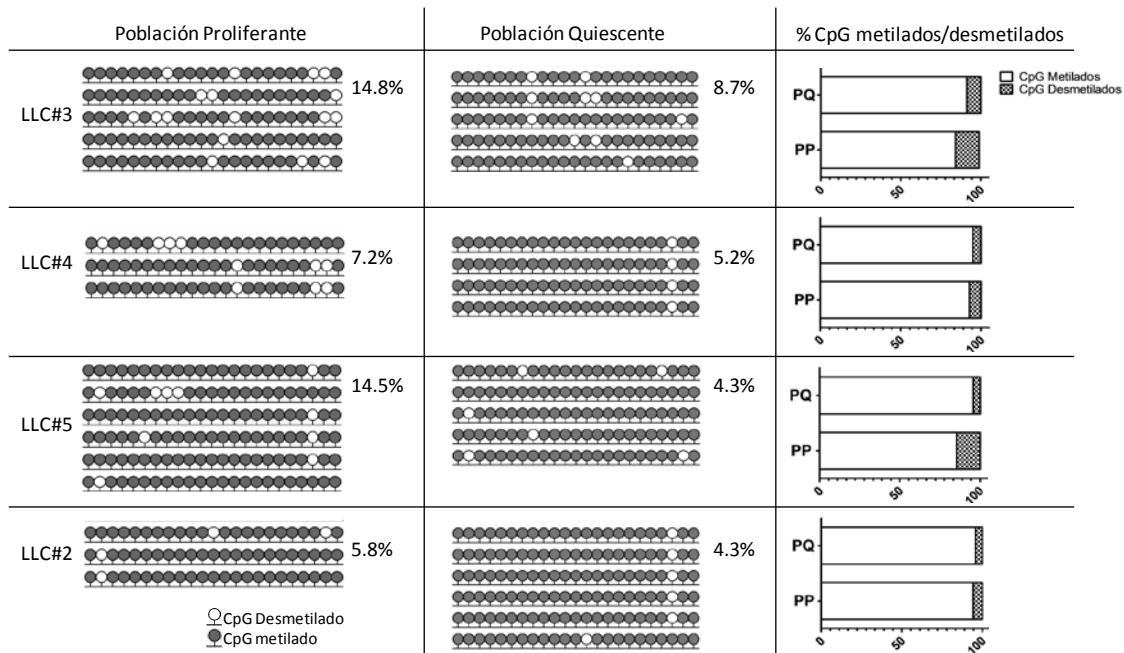 Población Proliferante
Población Quiescente
% CpG metilados/desmetilados
LLC#3
14.8%
8.7%
PQ
PP
0
50
100
CpG Metilados
CpG Desmetilados
LLC#4
7.2%
5.2%
PQ
PP
0
50
100
LLC#5
14.5%
4.3%
PQ
PP
0
50
100
LLC#2
5.8%
4.3%
PQ
PP
0
50
100
CpG Desmetilado
CpG metilado